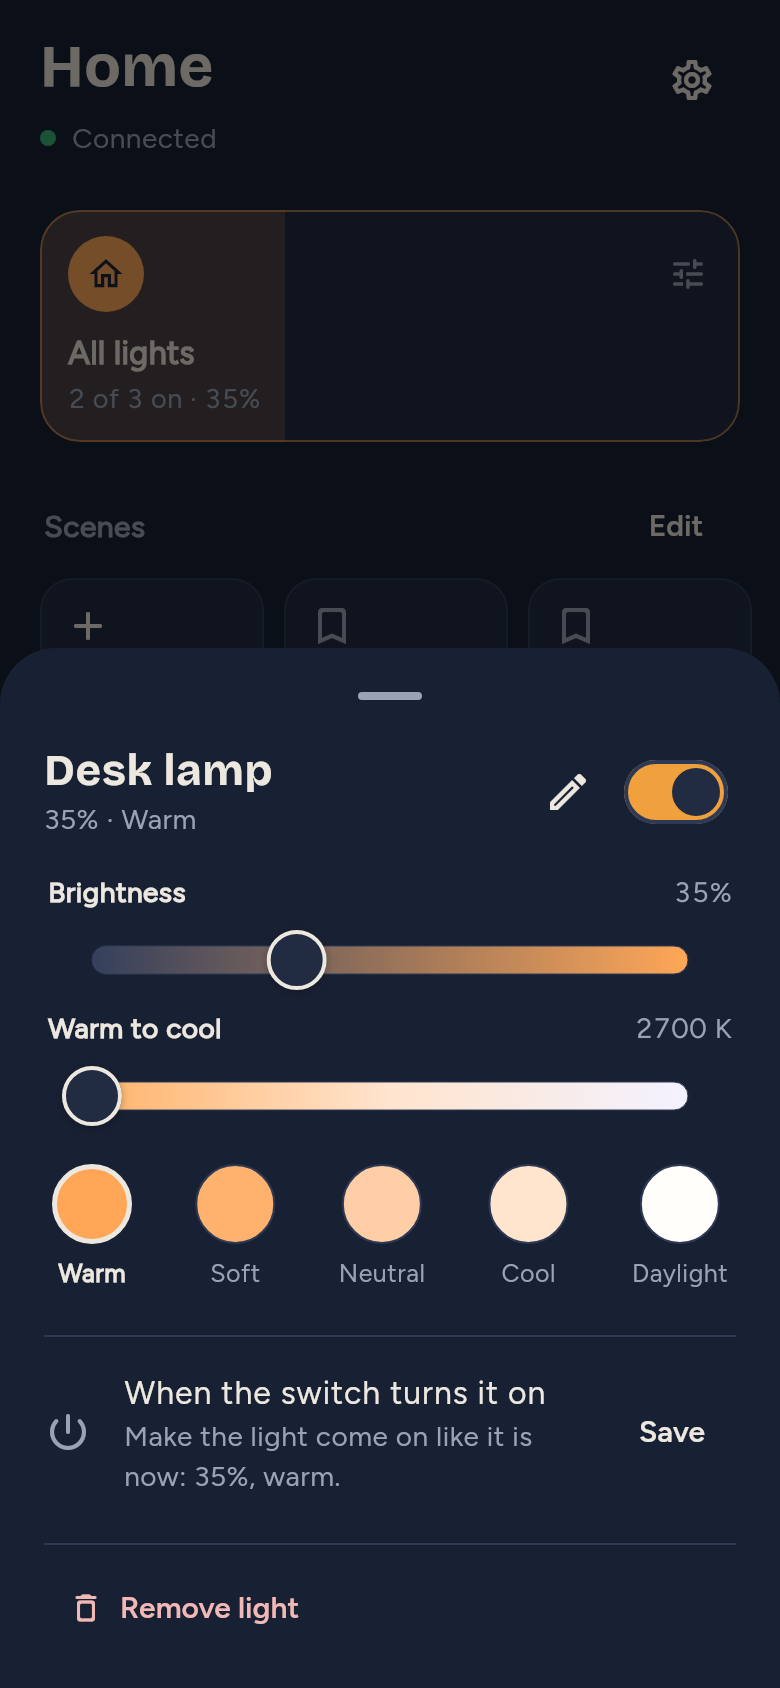 Home
Connected
All lights
2 of 3 on · 35%
Scenes
Edit
Desk lamp
35% · Warm
Brightness
35%
Warm to cool
2700 K
Warm
Soft
Neutral
Cool
Daylight
When the switch turns it on
Make the light come on like it is
now: 35%, warm.
Save
Remove light